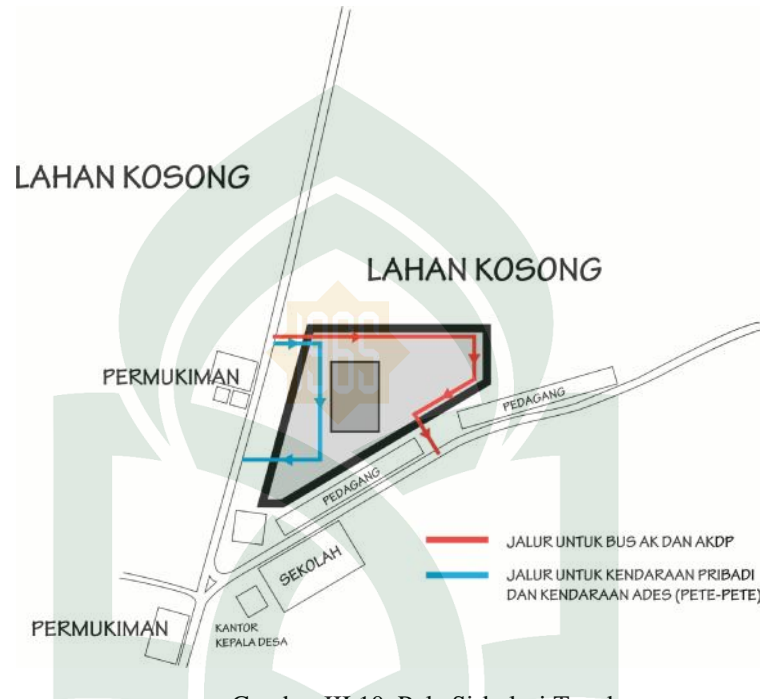 LAHAN KOSONG
LAHAN KOSONG
1965
PERMUKIMAN
PEDAGANG
PEDAGANG
SEKOLAH
JALUR UNTUK BUS AK DAN AKDP
JALUR UNTUK KENDARAAN PRIBADI
DAN KENDARAAN ADES (PETE-PETE)
PERMUKIMAN
KANTOR
KEPALA DESA